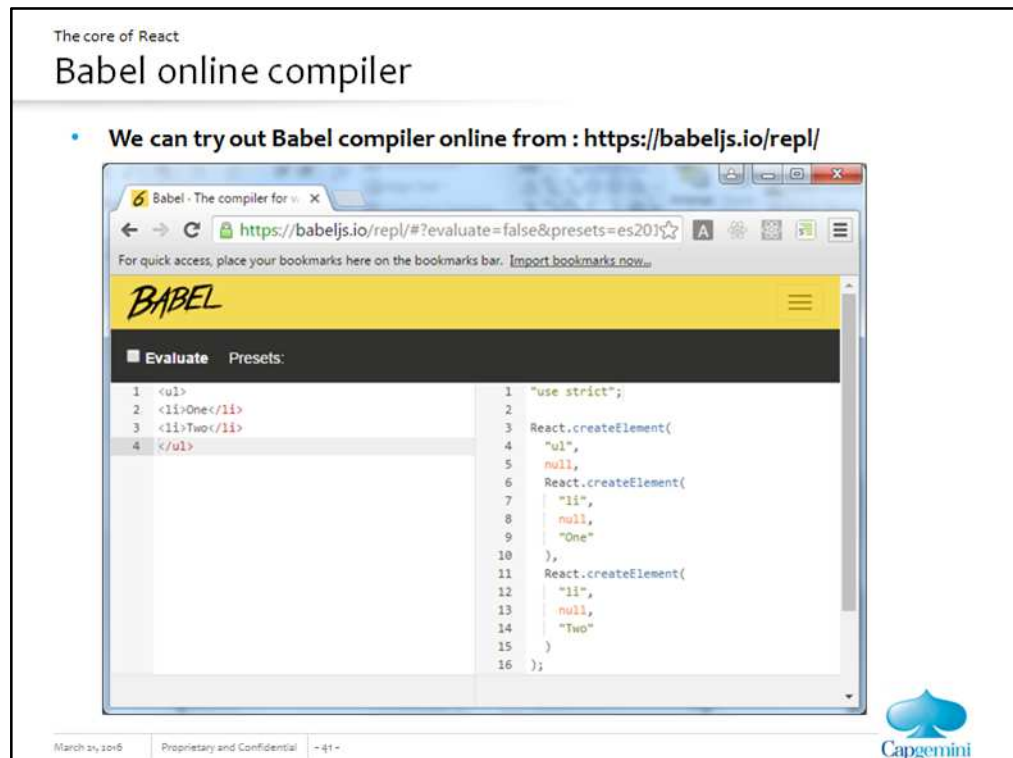 The core of React
Babel online compiler
• We can try out Babel compiler online from : https://babeljs.io/repl/
6 Babel - The compiler for w
https://babeljs.io/repl/#?evaluate=false&presets=es201
For quick access, place your bookmarks here on the bookmarks bar. Import bookmarks now...
BABEL
Evaluate Presets:
1 <ul>
2 <li>One</li>
3 <li>Two</li>
4 </ul>
1 "use strict";
2
3 React.createElement(
4 "ul",
5 null,
6 React.createElement(
7 "li",
8 null,
9 "One"
10 ),
11 React.createElement(
12 "li",
13 null,
14 "Two"
15 )
16 );
Proprietary and Confidential
- 41 -
Capgemini